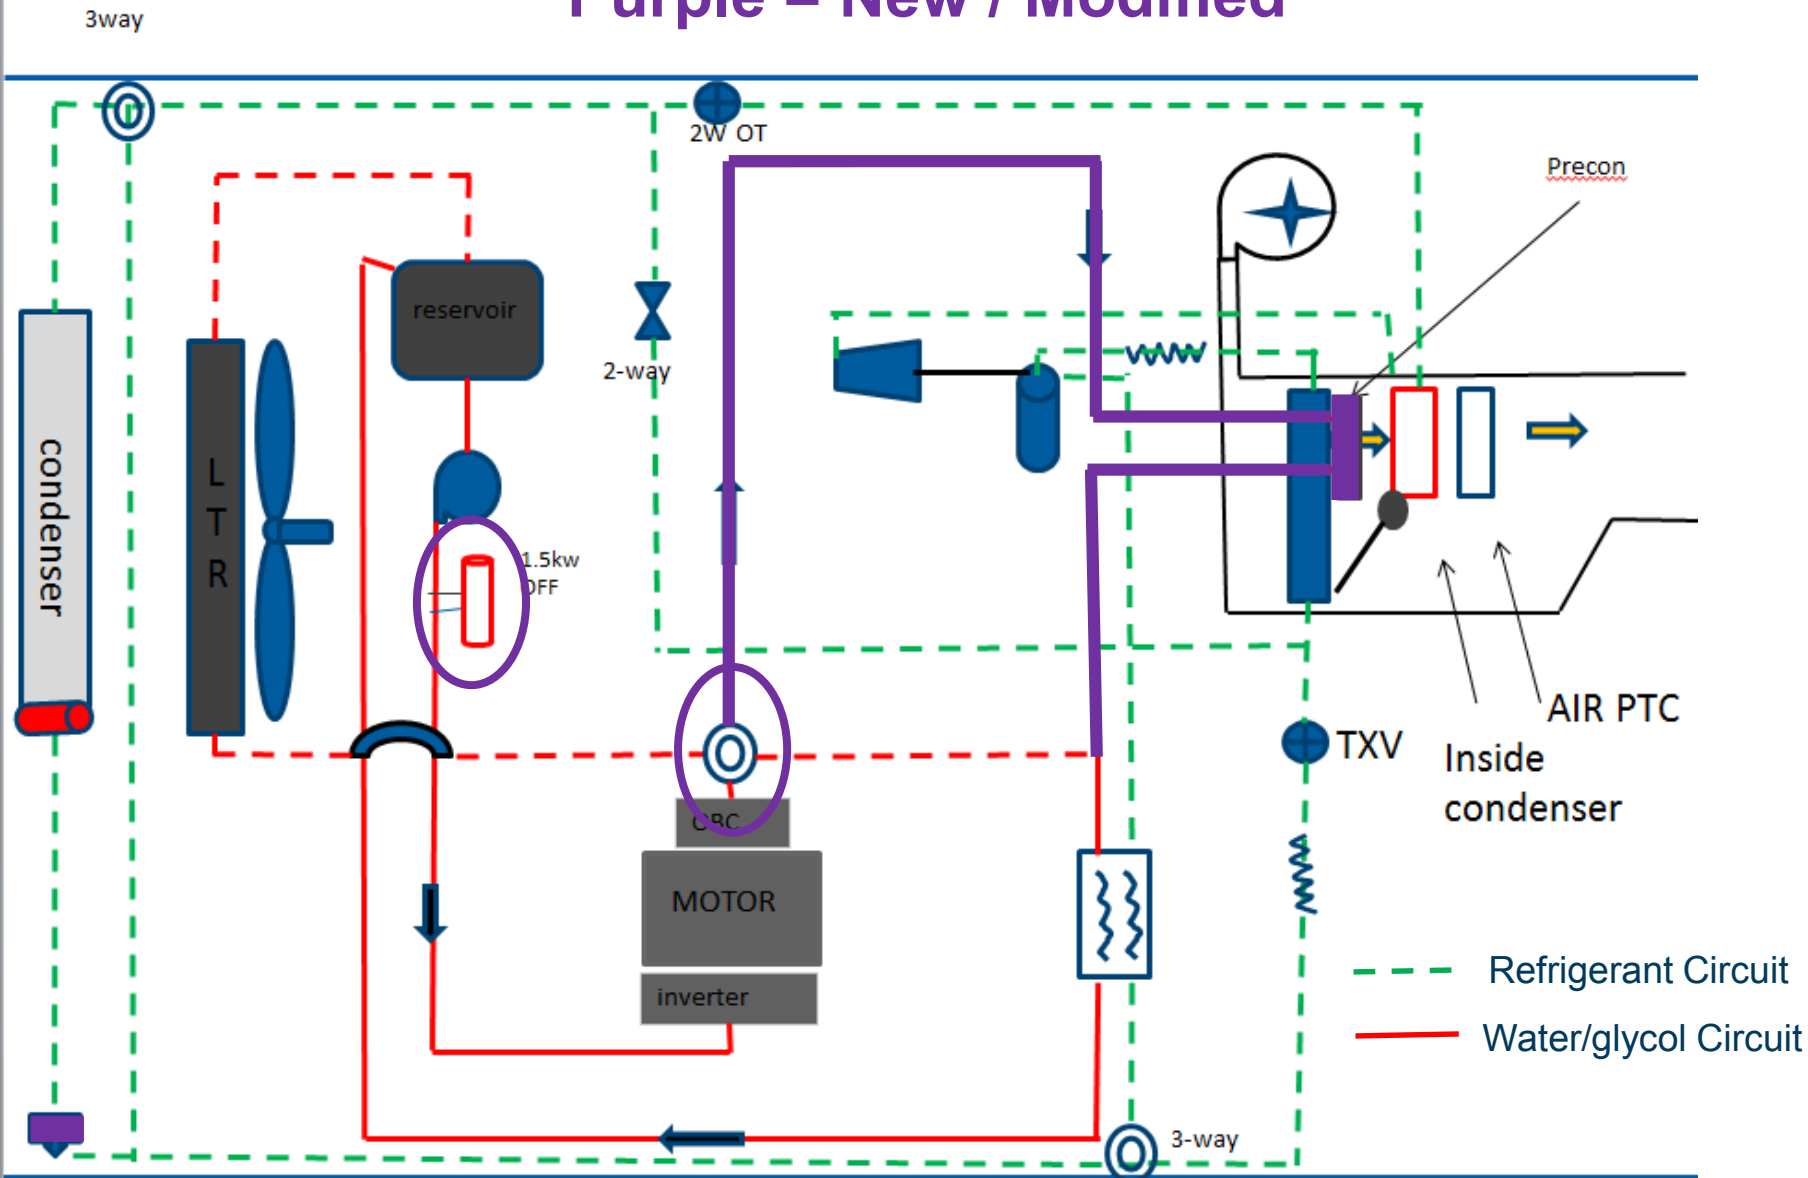 Purple = New / Modified
3way
2W OT
Precon
reservoir
2-way
condenser
L
T
R
1.5kw
OFF
AIR PTC
TXV
Inside
condenser
OBC
MOTOR
inverter
Refrigerant Circuit
Water/glycol Circuit
3-way